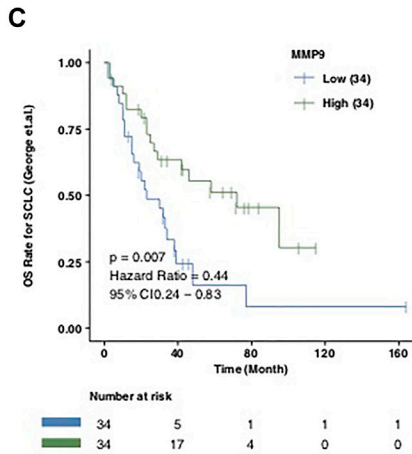 C
MMP9
Low (34)
High (34)
OS Rate for SCLC (George et.al.)
1.00
0.75
0.50
0.25
0.00
p = 0.007
Hazard Ratio = 0.44
95% CI0.24 – 0.83
0 40 80 120 160
Time (Month)
Number at risk
34 5 1 1 1
34 17 4 0 0